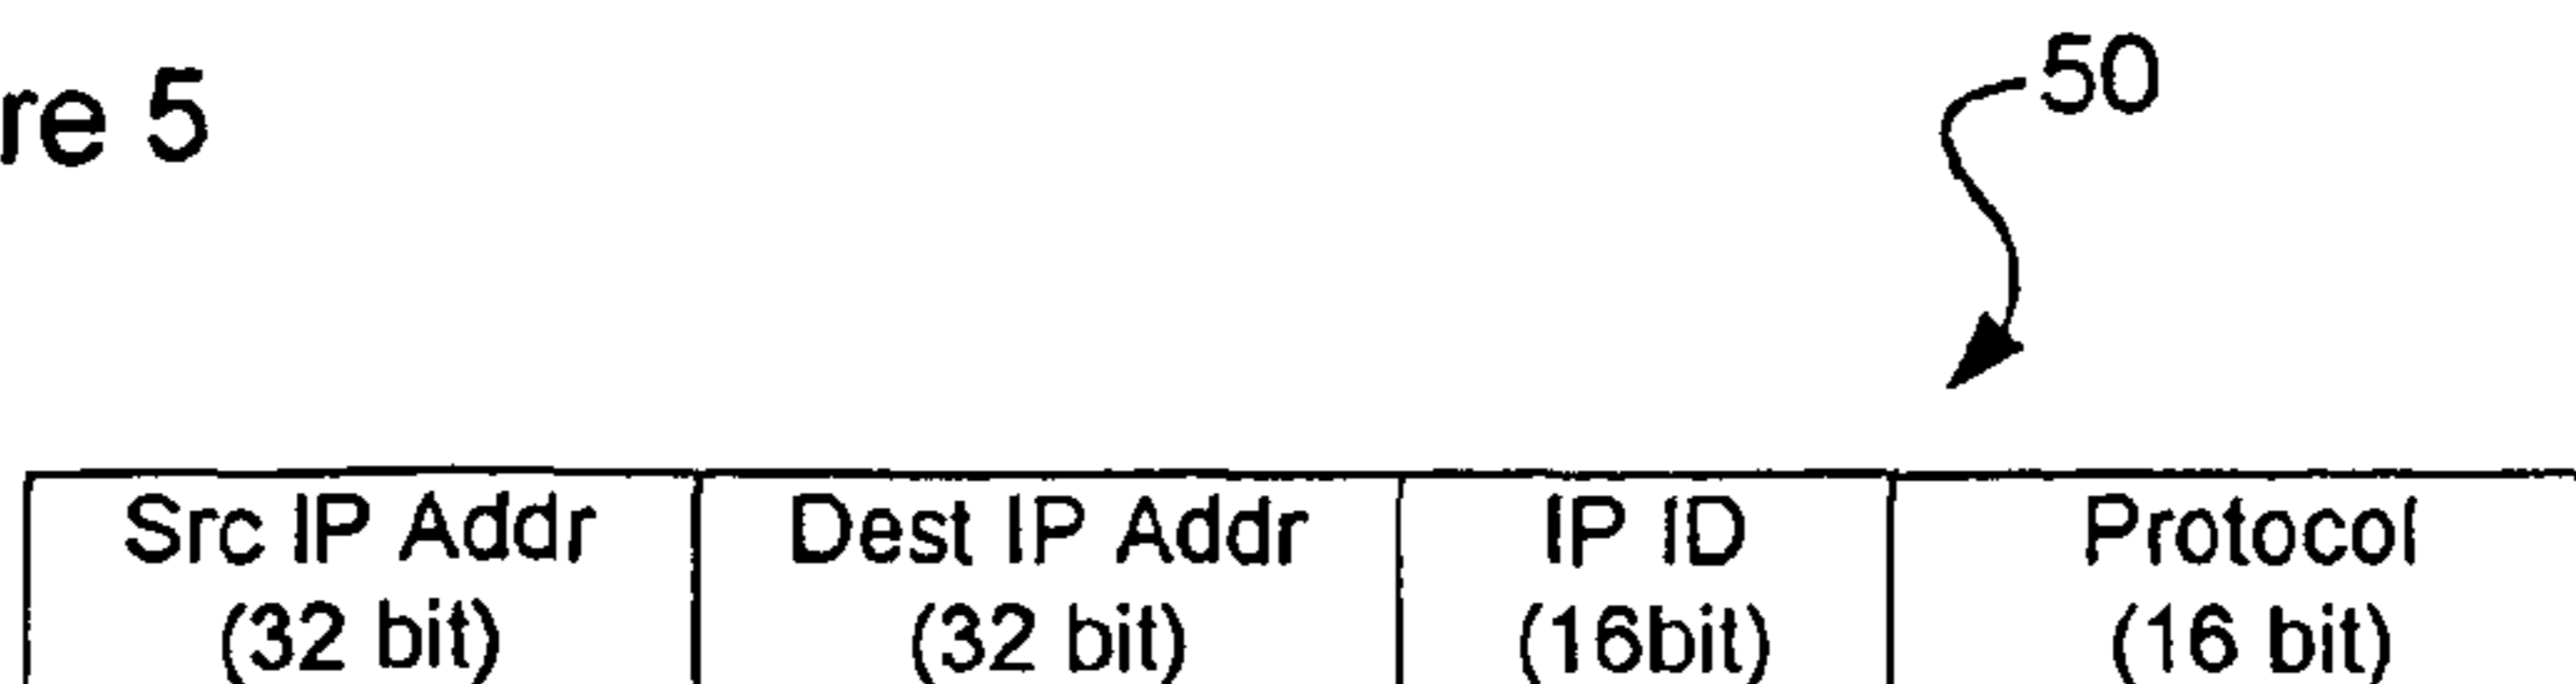 re 5
50
Src IP Addr
(32 bit)
Dest IP Addr
(32 bit)
IP ID
(16bit)
Protocol
(16 bit)